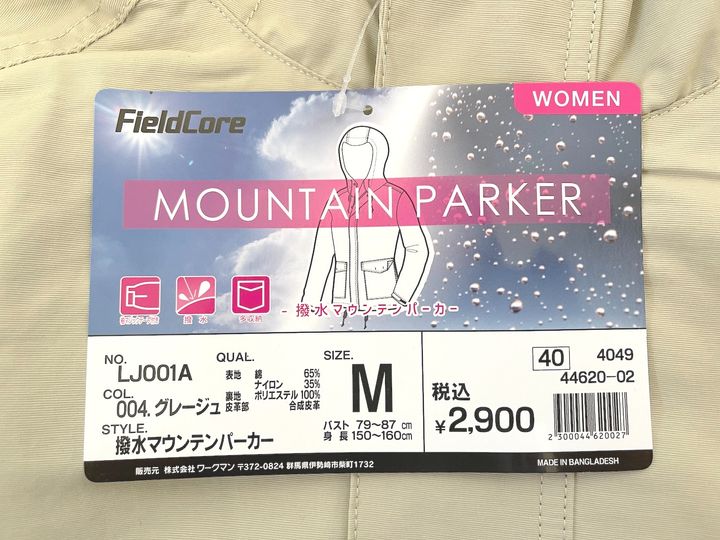 FieldCore
WOMEN
MOUNTAIN PARKER
撥水
多収納
- 撥水マウンテンパーカー -
NO. LJ001A
COL. 004. グレージュ
STYLE. 撥水マウンテンパーカー
QUAL.
表地 綿 65%
ナイロン 35%
裏地 ポリエステル 100%
皮革部 合成皮革
SIZE.
M
バスト 79~87 cm
身長 150~160cm
税込
¥2,900
40 4049
44620-02
2300044620027
販売元 株式会社 ワークマン 〒372-0824 群馬県伊勢崎市柴町1732
MADE IN BANGLADESH